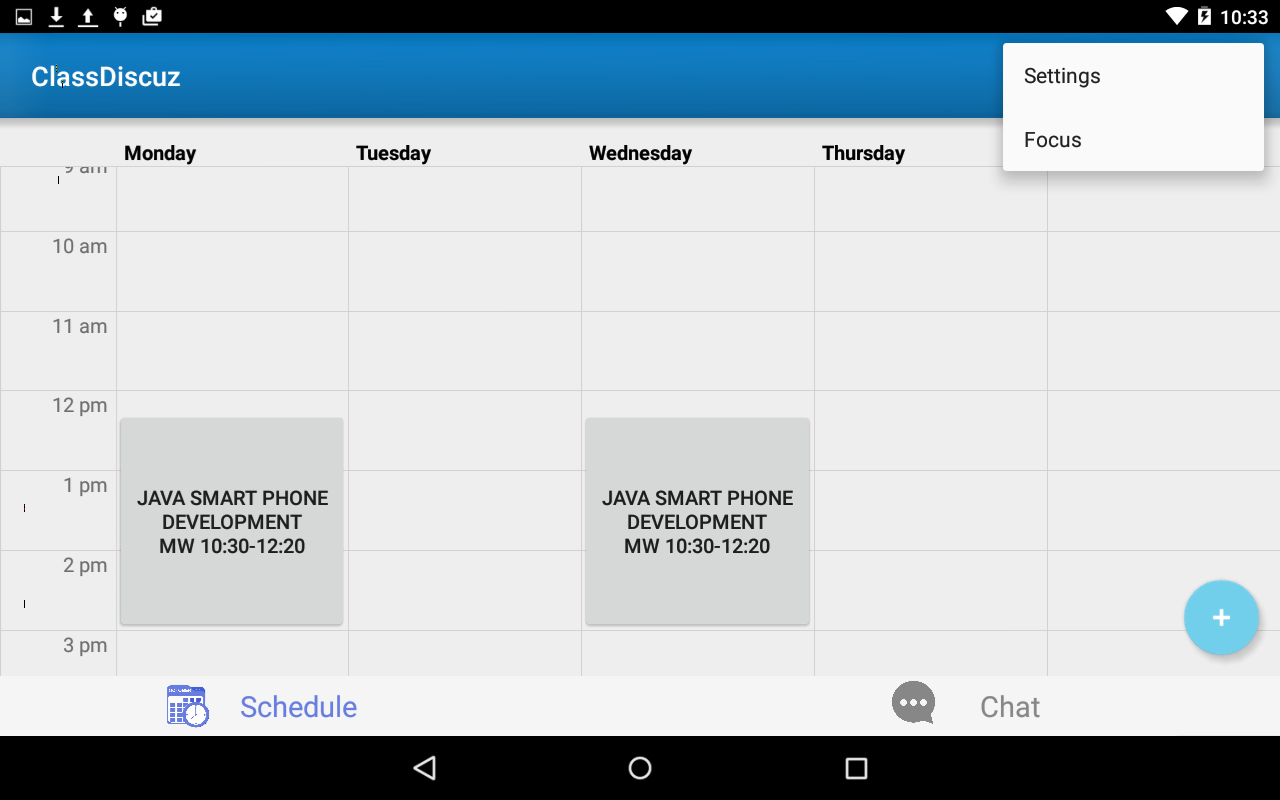 10:33
ClassDiscuz
Settings
Focus
Monday Tuesday Wednesday Thursday
9 am
10 am
11 am
12 pm
1 pm
2 pm
3 pm
JAVA SMART PHONE
DEVELOPMENT
MW 10:30-12:20
JAVA SMART PHONE
DEVELOPMENT
MW 10:30-12:20
+
Schedule
Chat